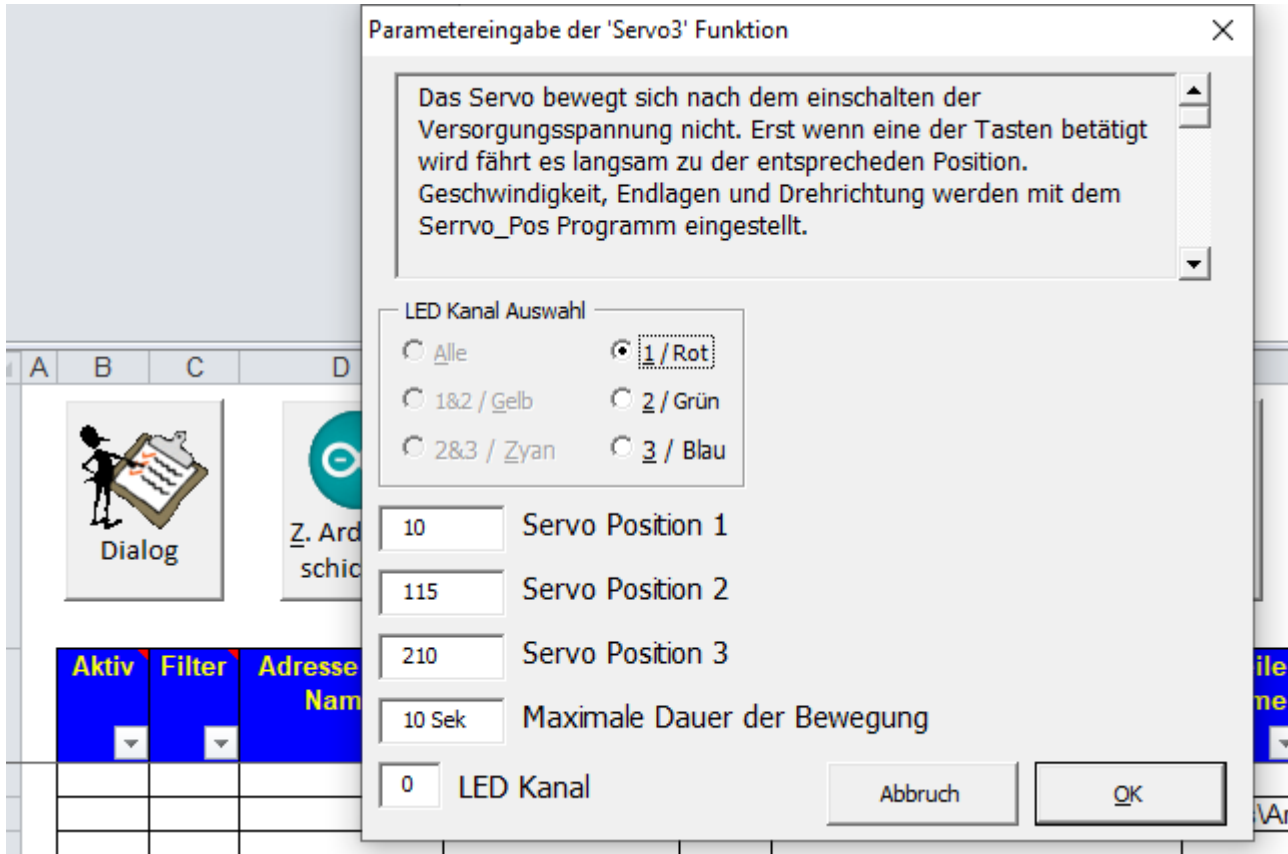 Parametereingabe der 'Servo3' Funktion
Das Servo bewegt sich nach dem einschalten der
Versorgungsspannung nicht. Erst wenn eine der Tasten betätigt
wird fährt es langsam zu der entsprecheden Position.
Geschwindigkeit, Endlagen und Drehrichtung werden mit dem
Serrvo_Pos Programm eingestellt.
LED Kanal Auswahl
Alle
1 / Rot
1&2 / Gelb
2 / Grün
2&3 / Zyan
3 / Blau
10 Servo Position 1
115 Servo Position 2
210 Servo Position 3
10 Sek Maximale Dauer der Bewegung
0 LED Kanal
Abbruch
OK
A B C D
Dialog
Z. Ard
schic
Aktiv Filter Adresse
Nam